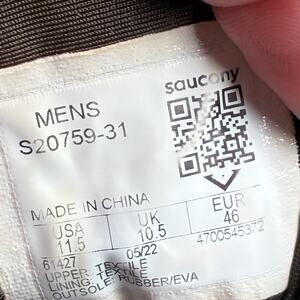 saucony
MENS
S20759-31
MADE IN CHINA
USA UK EUR
11.5 10.5 46
61427 05/22 4700545372
UPPER: TEXTILE
LINING: TEXTILE
OUTSOLE: RUBBER/EVA